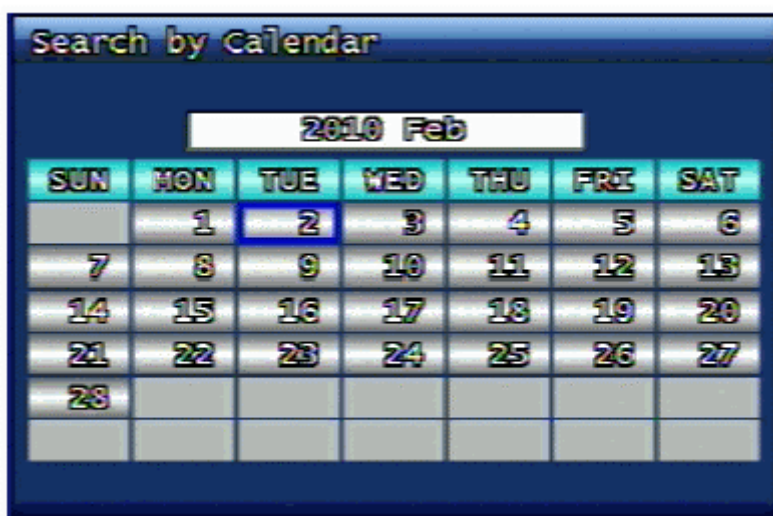 Search by Calendar
2010 Feb
SUN MON TUE WED THU FRI SAT
1 2 3 4 5 6
7 8 9 10 11 12 13
14 15 16 17 18 19 20
21 22 23 24 25 26 27
28